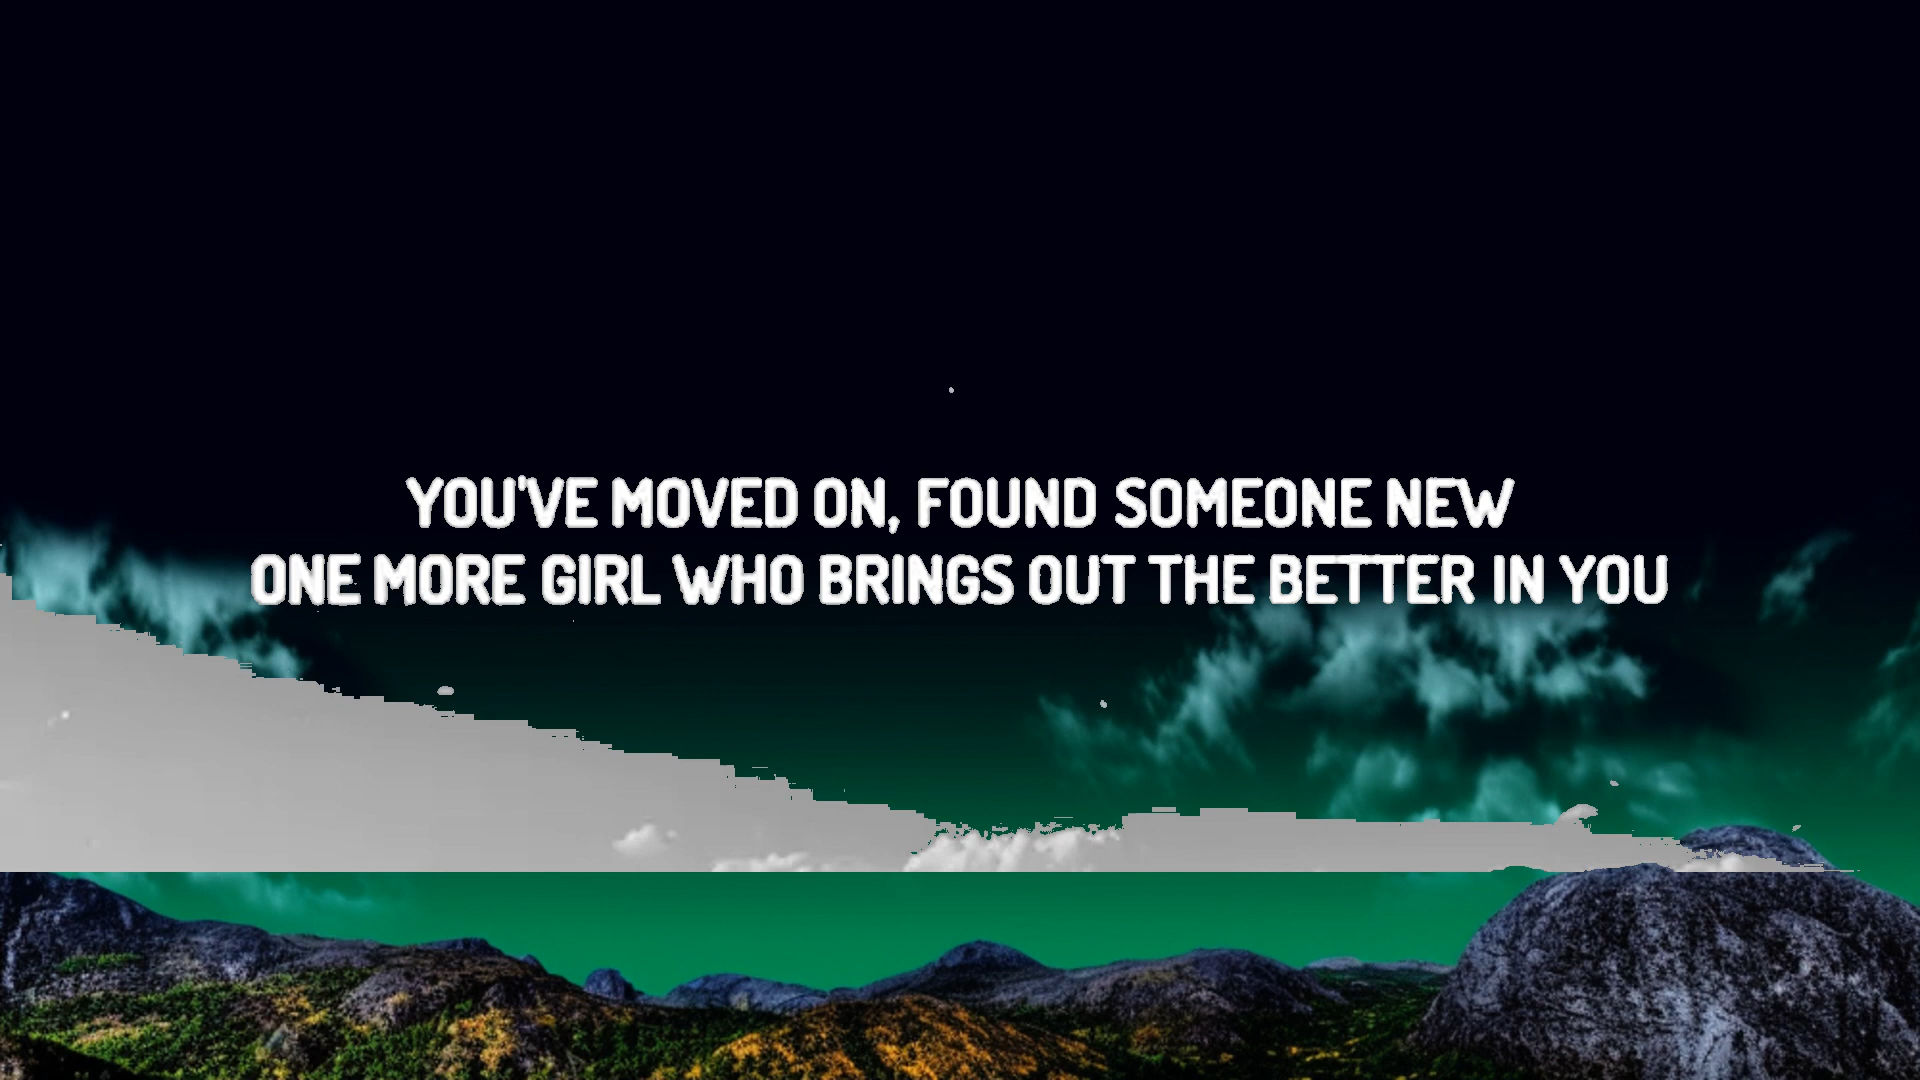 YOU'VE MOVED ON, FOUND SOMEONE NEW
ONE MORE GIRL WHO BRINGS OUT THE BETTER IN YOU